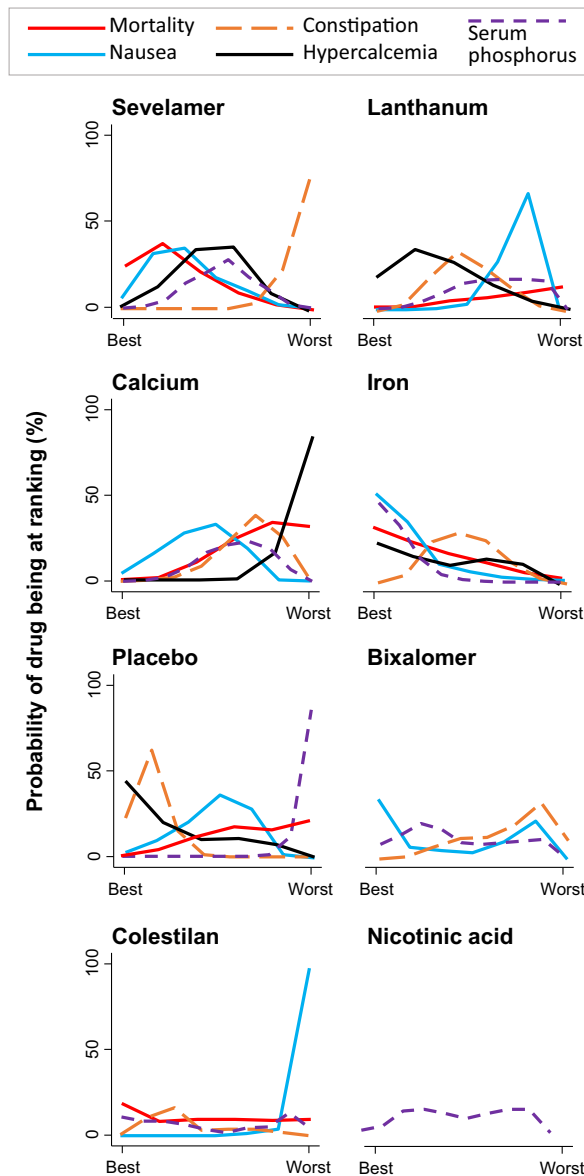 Mortality
Constipation
Serum
phosphorus
Nausea
Hypercalcemia
Sevelamer
Lanthanum
100
50
0
Best
Worst
Best
Worst
Calcium
Iron
100
50
0
Best
Worst
Best
Worst
Probability of drug being at ranking (%)
Placebo
Bixalomer
100
50
0
Best
Worst
Best
Worst
Colestilan
Nicotinic acid
100
50
0
Best
Worst
Best
Worst